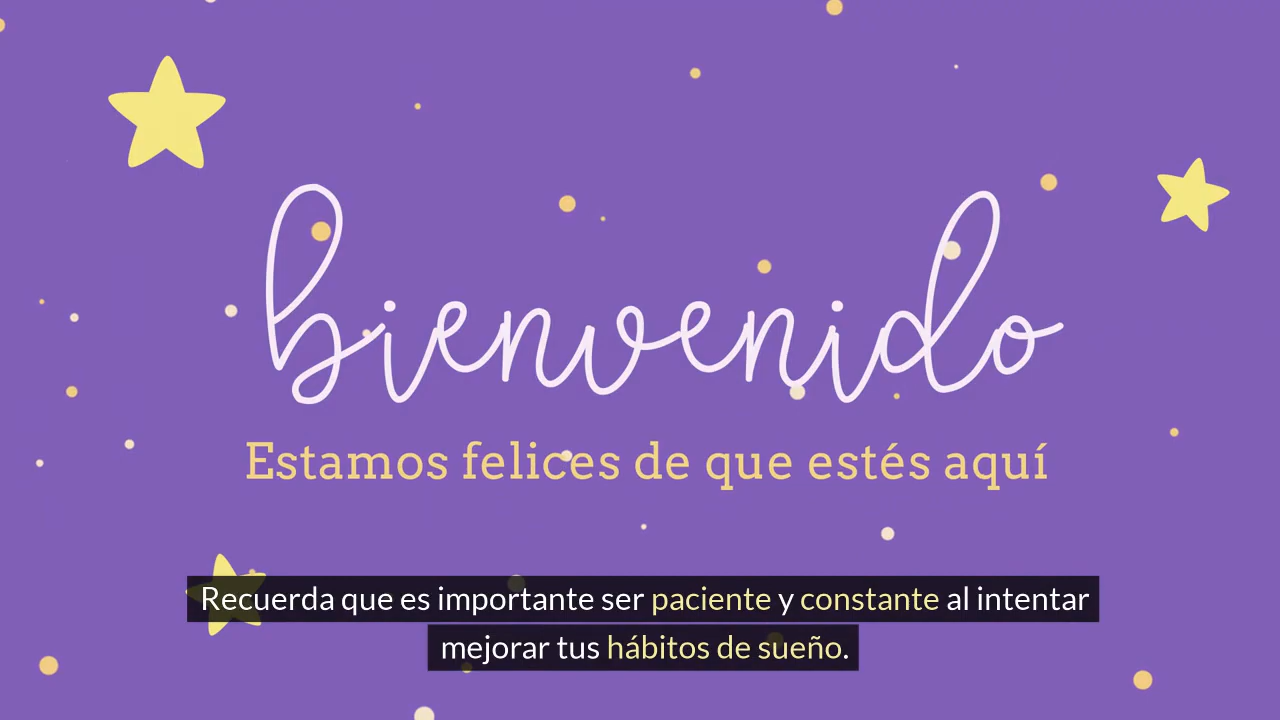 bienvenido
Estamos felices de que estés aquí
Recuerda que es importante ser paciente y constante al intentar
mejorar tus hábitos de sueño.